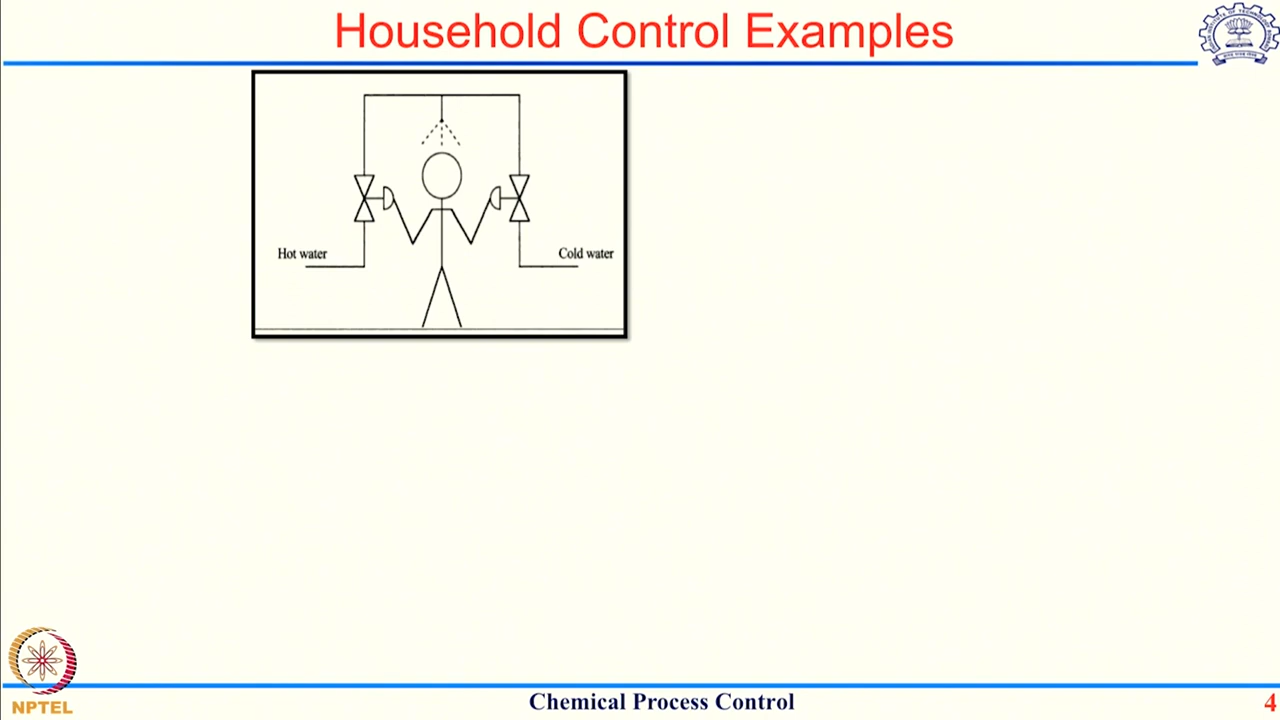 Household Control Examples
Hot water
Cold water
NPTEL
Chemical Process Control
4